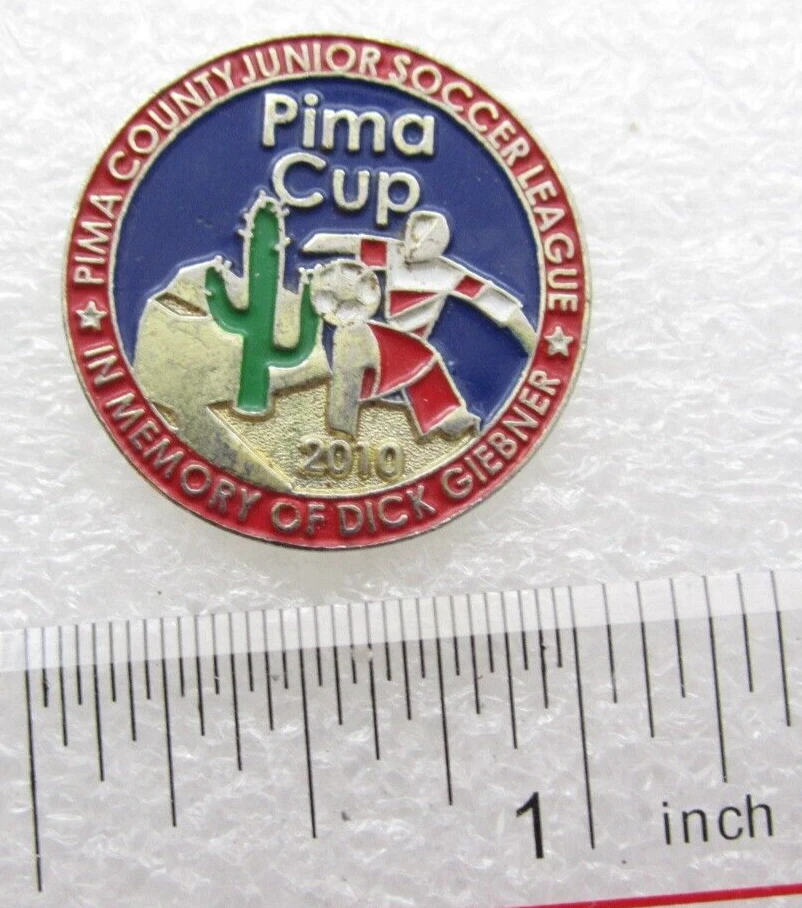 PIMA COUNTY JUNIOR SOCCER LEAGUE
Pima
Cup
2010
IN MEMORY OF DICK GIEBNER
1 inch